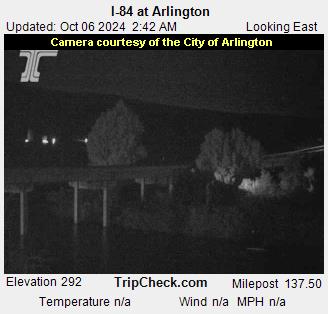 I-84 at Arlington
Updated: Oct 06 2024 2:42 AM Looking East
Camera courtesy of the City of Arlington
Elevation 292 TripCheck.com Milepost 137.50
Temperature n/a Wind n/a MPH n/a